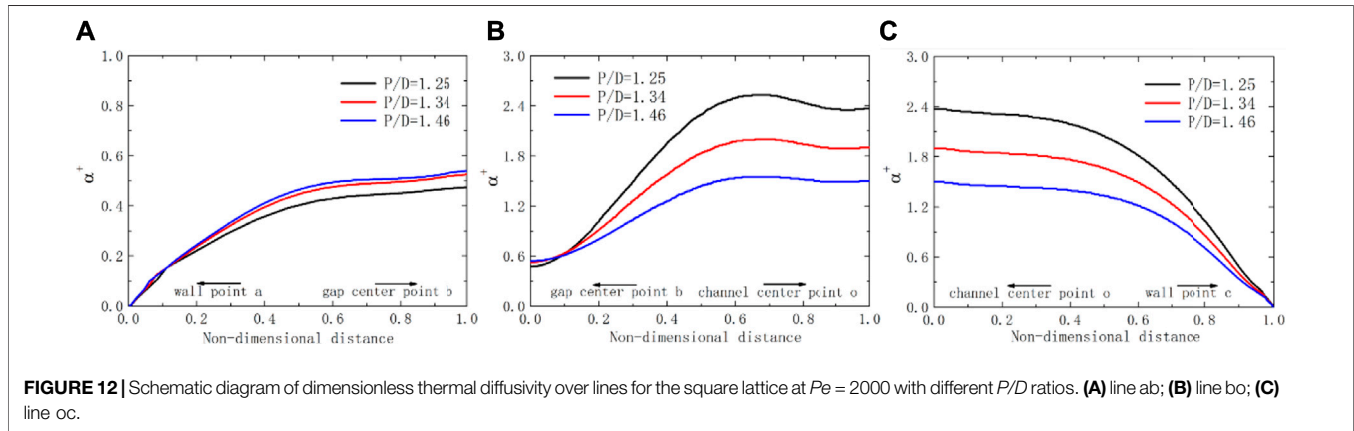 A
B
C
1.0
0.8
0.6
0.4
0.2
0.0
α+
P/D=1.25
P/D=1.34
P/D=1.46
wall point a
gap center point b
0.0 0.2 0.4 0.6 0.8 1.0
Non-dimensional distance
3.0
2.4
1.8
1.2
0.6
0.0
α+
P/D=1.25
P/D=1.34
P/D=1.46
gap center point b
channel center point o
0.0 0.2 0.4 0.6 0.8 1.0
Non-dimensional distance
3.0
2.4
1.8
1.2
0.6
0.0
α+
P/D=1.25
P/D=1.34
P/D=1.46
channel center point o
wall point c
0.0 0.2 0.4 0.6 0.8 1.0
Non-dimensional distance
FIGURE 12 | Schematic diagram of dimensionless thermal diffusivity over lines for the square lattice at Pe = 2000 with different P/D ratios. (A) line ab; (B) line bo; (C)
line oc.